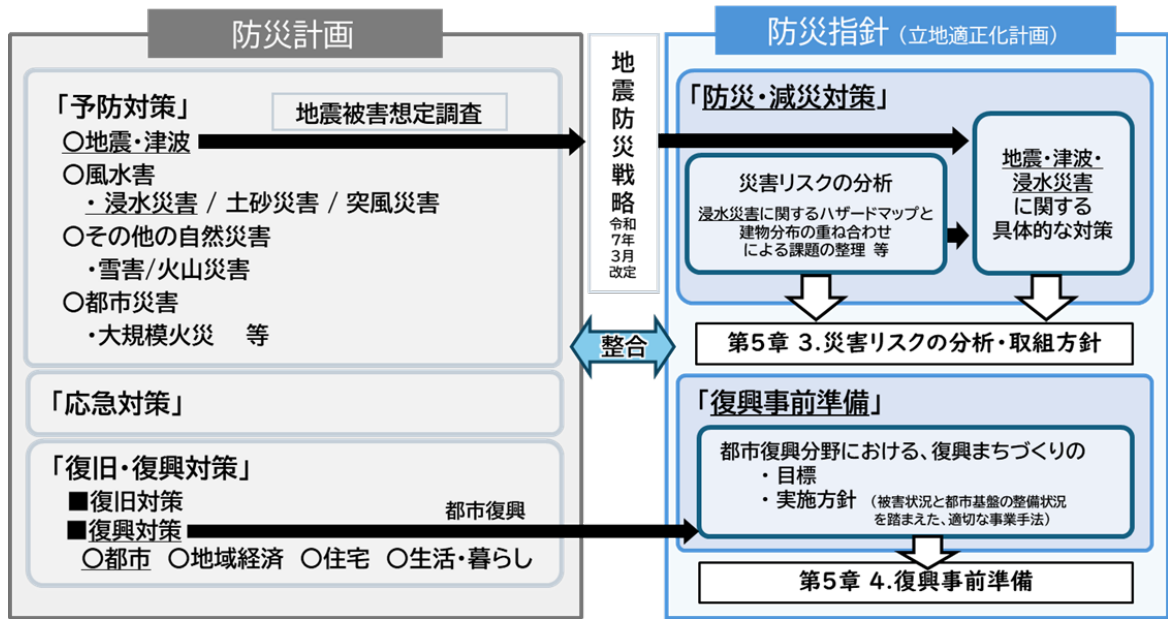 防災計画
「予防対策」
地震被害想定調査
〇地震・津波
〇風水害
・浸水災害 / 土砂災害 / 突風災害
〇その他の自然災害
・雪害/火山災害
〇都市災害
・大規模火災　等
「応急対策」
「復旧・復興対策」
■復旧対策
■復興対策
都市復興
〇都市　〇地域経済　〇住宅　〇生活・暮らし
地震防災戦略
令和
7年
3月
改定
整合
防災指針（立地適正化計画）
「防災・減災対策」
災害リスクの分析
浸水災害に関するハザードマップと
建物分布の重ね合わせ
による課題の整理 等
地震・津波・
浸水災害
に関する
具体的な対策
第5章 3.災害リスクの分析・取組方針
「復興事前準備」
都市復興分野における、復興まちづくりの
・目標
・実施方針（被害状況と都市基盤の整備状況
を踏まえた、適切な事業手法）
第5章 4.復興事前準備